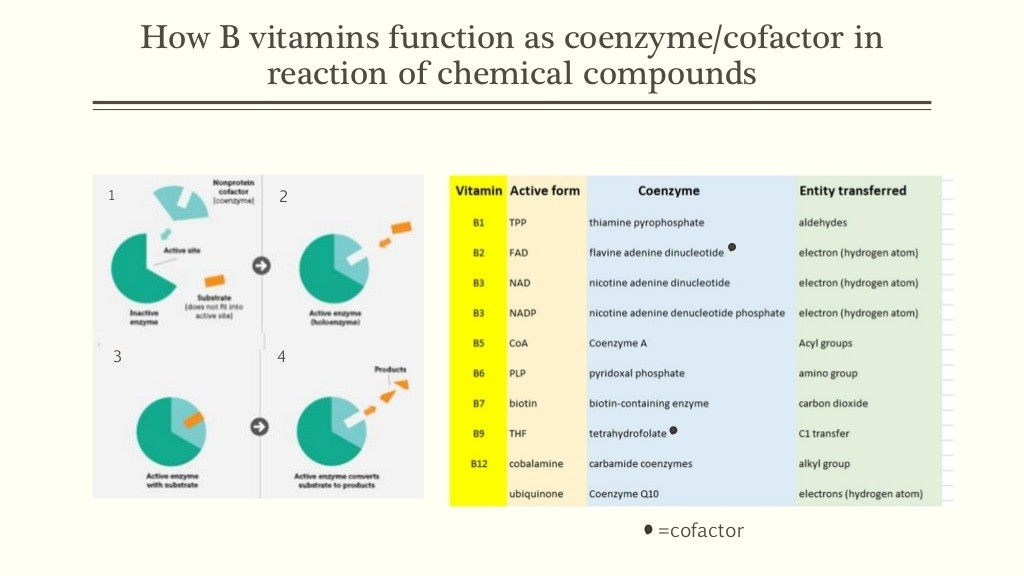 How B vitamins function as coenzyme/cofactor in
reaction of chemical compounds
1
Nonprotein
cofactor
(coenzyme)
Active site
Substrate
(does not fit into
active site)
Inactive
enzyme
2
Active enzyme
(holoenzyme)
3
Active enzyme
with substrate
4
Products
Active enzyme converts
substrate to products
Vitamin Active form Coenzyme Entity transferred
B1 TPP thiamine pyrophosphate aldehydes
B2 FAD flavine adenine dinucleotide electron (hydrogen atom)
B3 NAD nicotine adenine dinucleotide electron (hydrogen atom)
B3 NADP nicotine adenine denucleotide phosphate electron (hydrogen atom)
B5 CoA Coenzyme A Acyl groups
B6 PLP pyridoxal phosphate amino group
B7 biotin biotin-containing enzyme carbon dioxide
B9 THF tetrahydrofolate C1 transfer
B12 cobalamine carbamide coenzymes alkyl group
ubiquinone Coenzyme Q10 electrons (hydrogen atom)
=cofactor